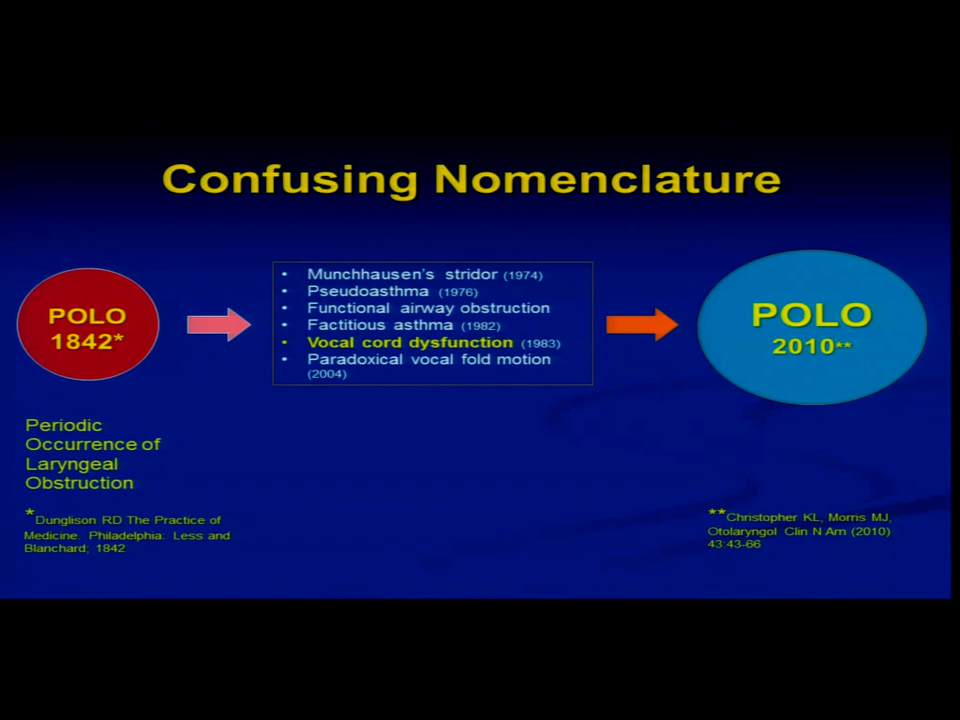 Confusing Nomenclature
POLO
1842*
• Munchhausen's stridor (1974)
• Pseudoasthma (1976)
• Functional airway obstruction
• Factitious asthma (1982)
• Vocal cord dysfunction (1983)
• Paradoxical vocal fold motion
(2004)
POLO
2010**
Periodic
Occurrence of
Laryngeal
Obstruction
*Dunglison RD The Practice of
Medicine. Philadelphia: Less and
Blanchard; 1842
**Christopher KL, Morris MJ,
Otolaryngol Clin N Am (2010)
43:43-66